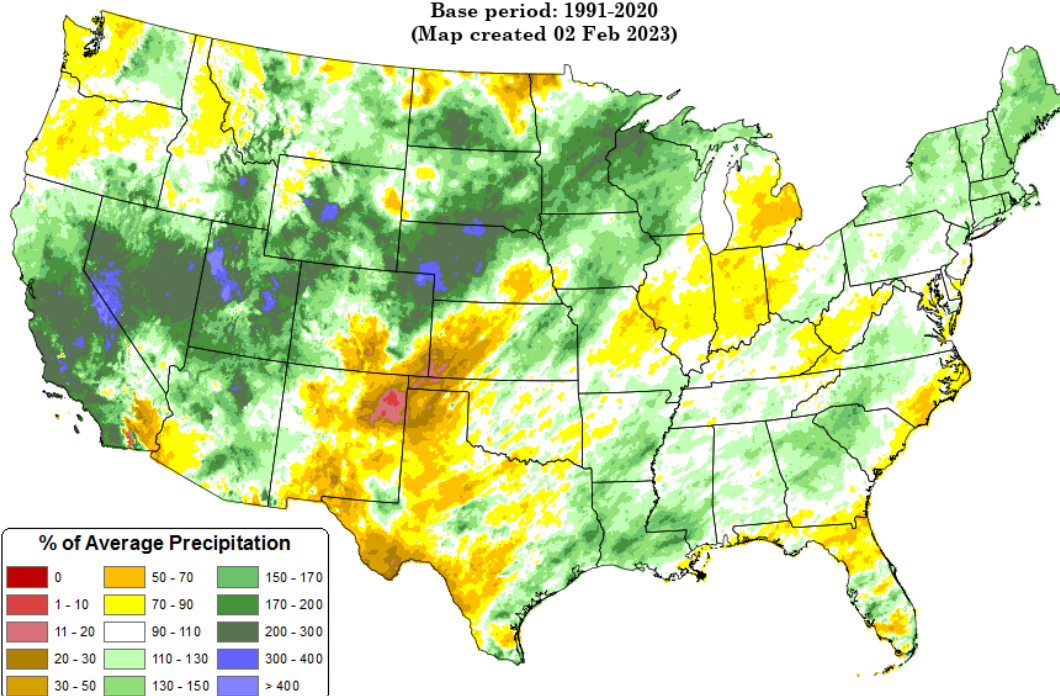 Base period: 1991-2020
(Map created 02 Feb 2023)
% of Average Precipitation
0
50 - 70
150 - 170
1 - 10
70 - 90
170 - 200
11 - 20
90 - 110
200 - 300
20 - 30
110 - 130
300 - 400
30 - 50
130 - 150
> 400